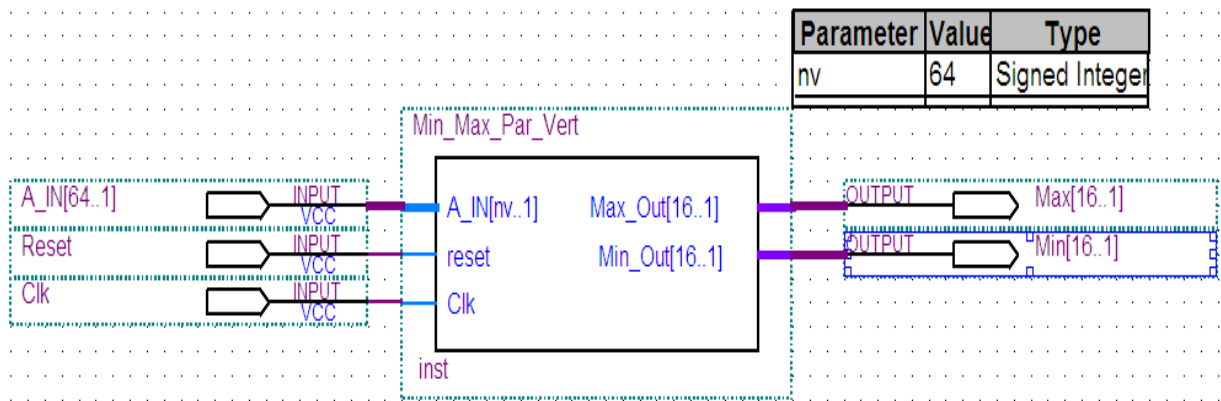 Parameter Value Type
nv 64 Signed Integer
Min_Max_Par_Vert
A_IN[64..1] INPUT VCC
Reset INPUT VCC
Clk INPUT VCC
A_IN[nv..1] Max_Out[16..1]
reset Min_Out[16..1]
Clk
OUTPUT Max[16..1]
OUTPUT Min[16..1]
inst